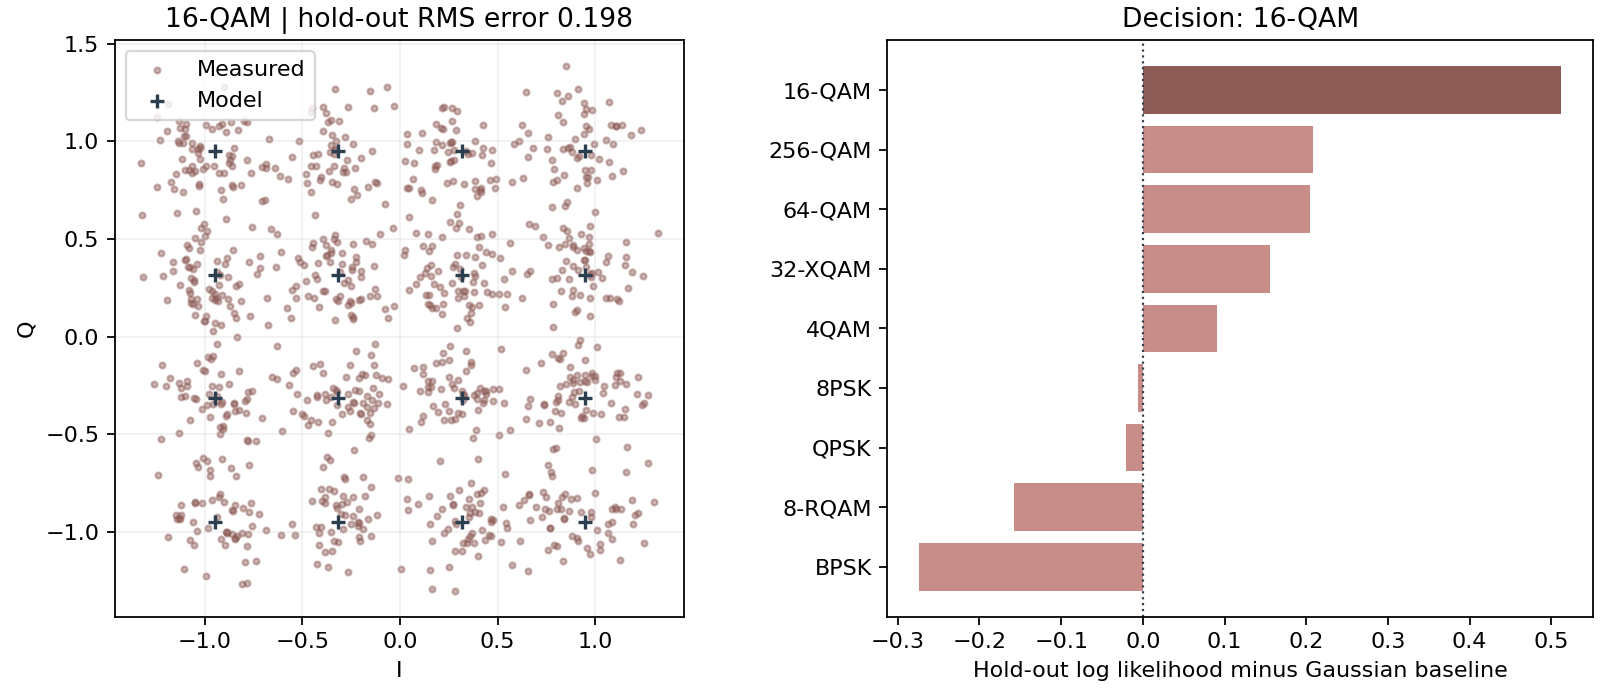 16-QAM | hold-out RMS error 0.198
Measured
Model
1.5
1.0
0.5
0.0
−0.5
−1.0
Q
−1.0
−0.5
0.0
0.5
1.0
I
Decision: 16-QAM
16-QAM
256-QAM
64-QAM
32-XQAM
4QAM
8PSK
QPSK
8-RQAM
BPSK
−0.3
−0.2
−0.1
0.0
0.1
0.2
0.3
0.4
0.5
Hold-out log likelihood minus Gaussian baseline